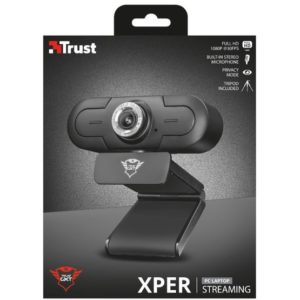 Trust
FULL HD
1080P @30FPS
BUILT-IN STEREO
MICROPHONE
PRIVACY
MODE
TRIPOD
INCLUDED
GXT
XPER
PC LAPTOP
STREAMING